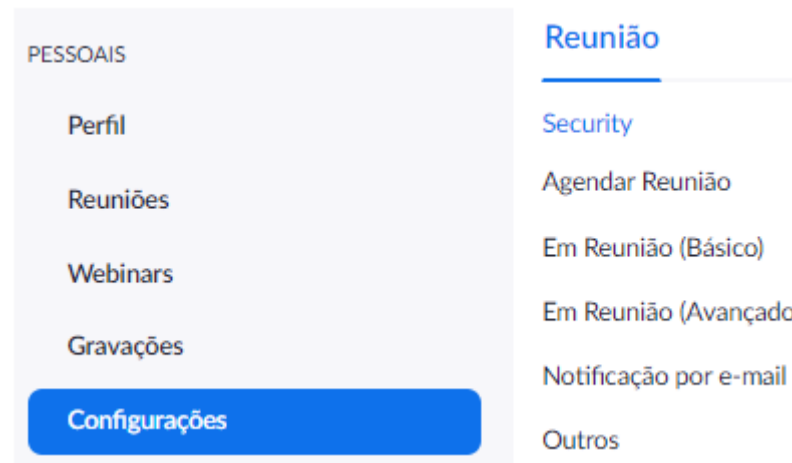 PESSOAIS
Perfil
Reuniões
Webinars
Gravações
Configurações
Reunião
Security
Agendar Reunião
Em Reunião (Básico)
Em Reunião (Avançado
Notificação por e-mail
Outros